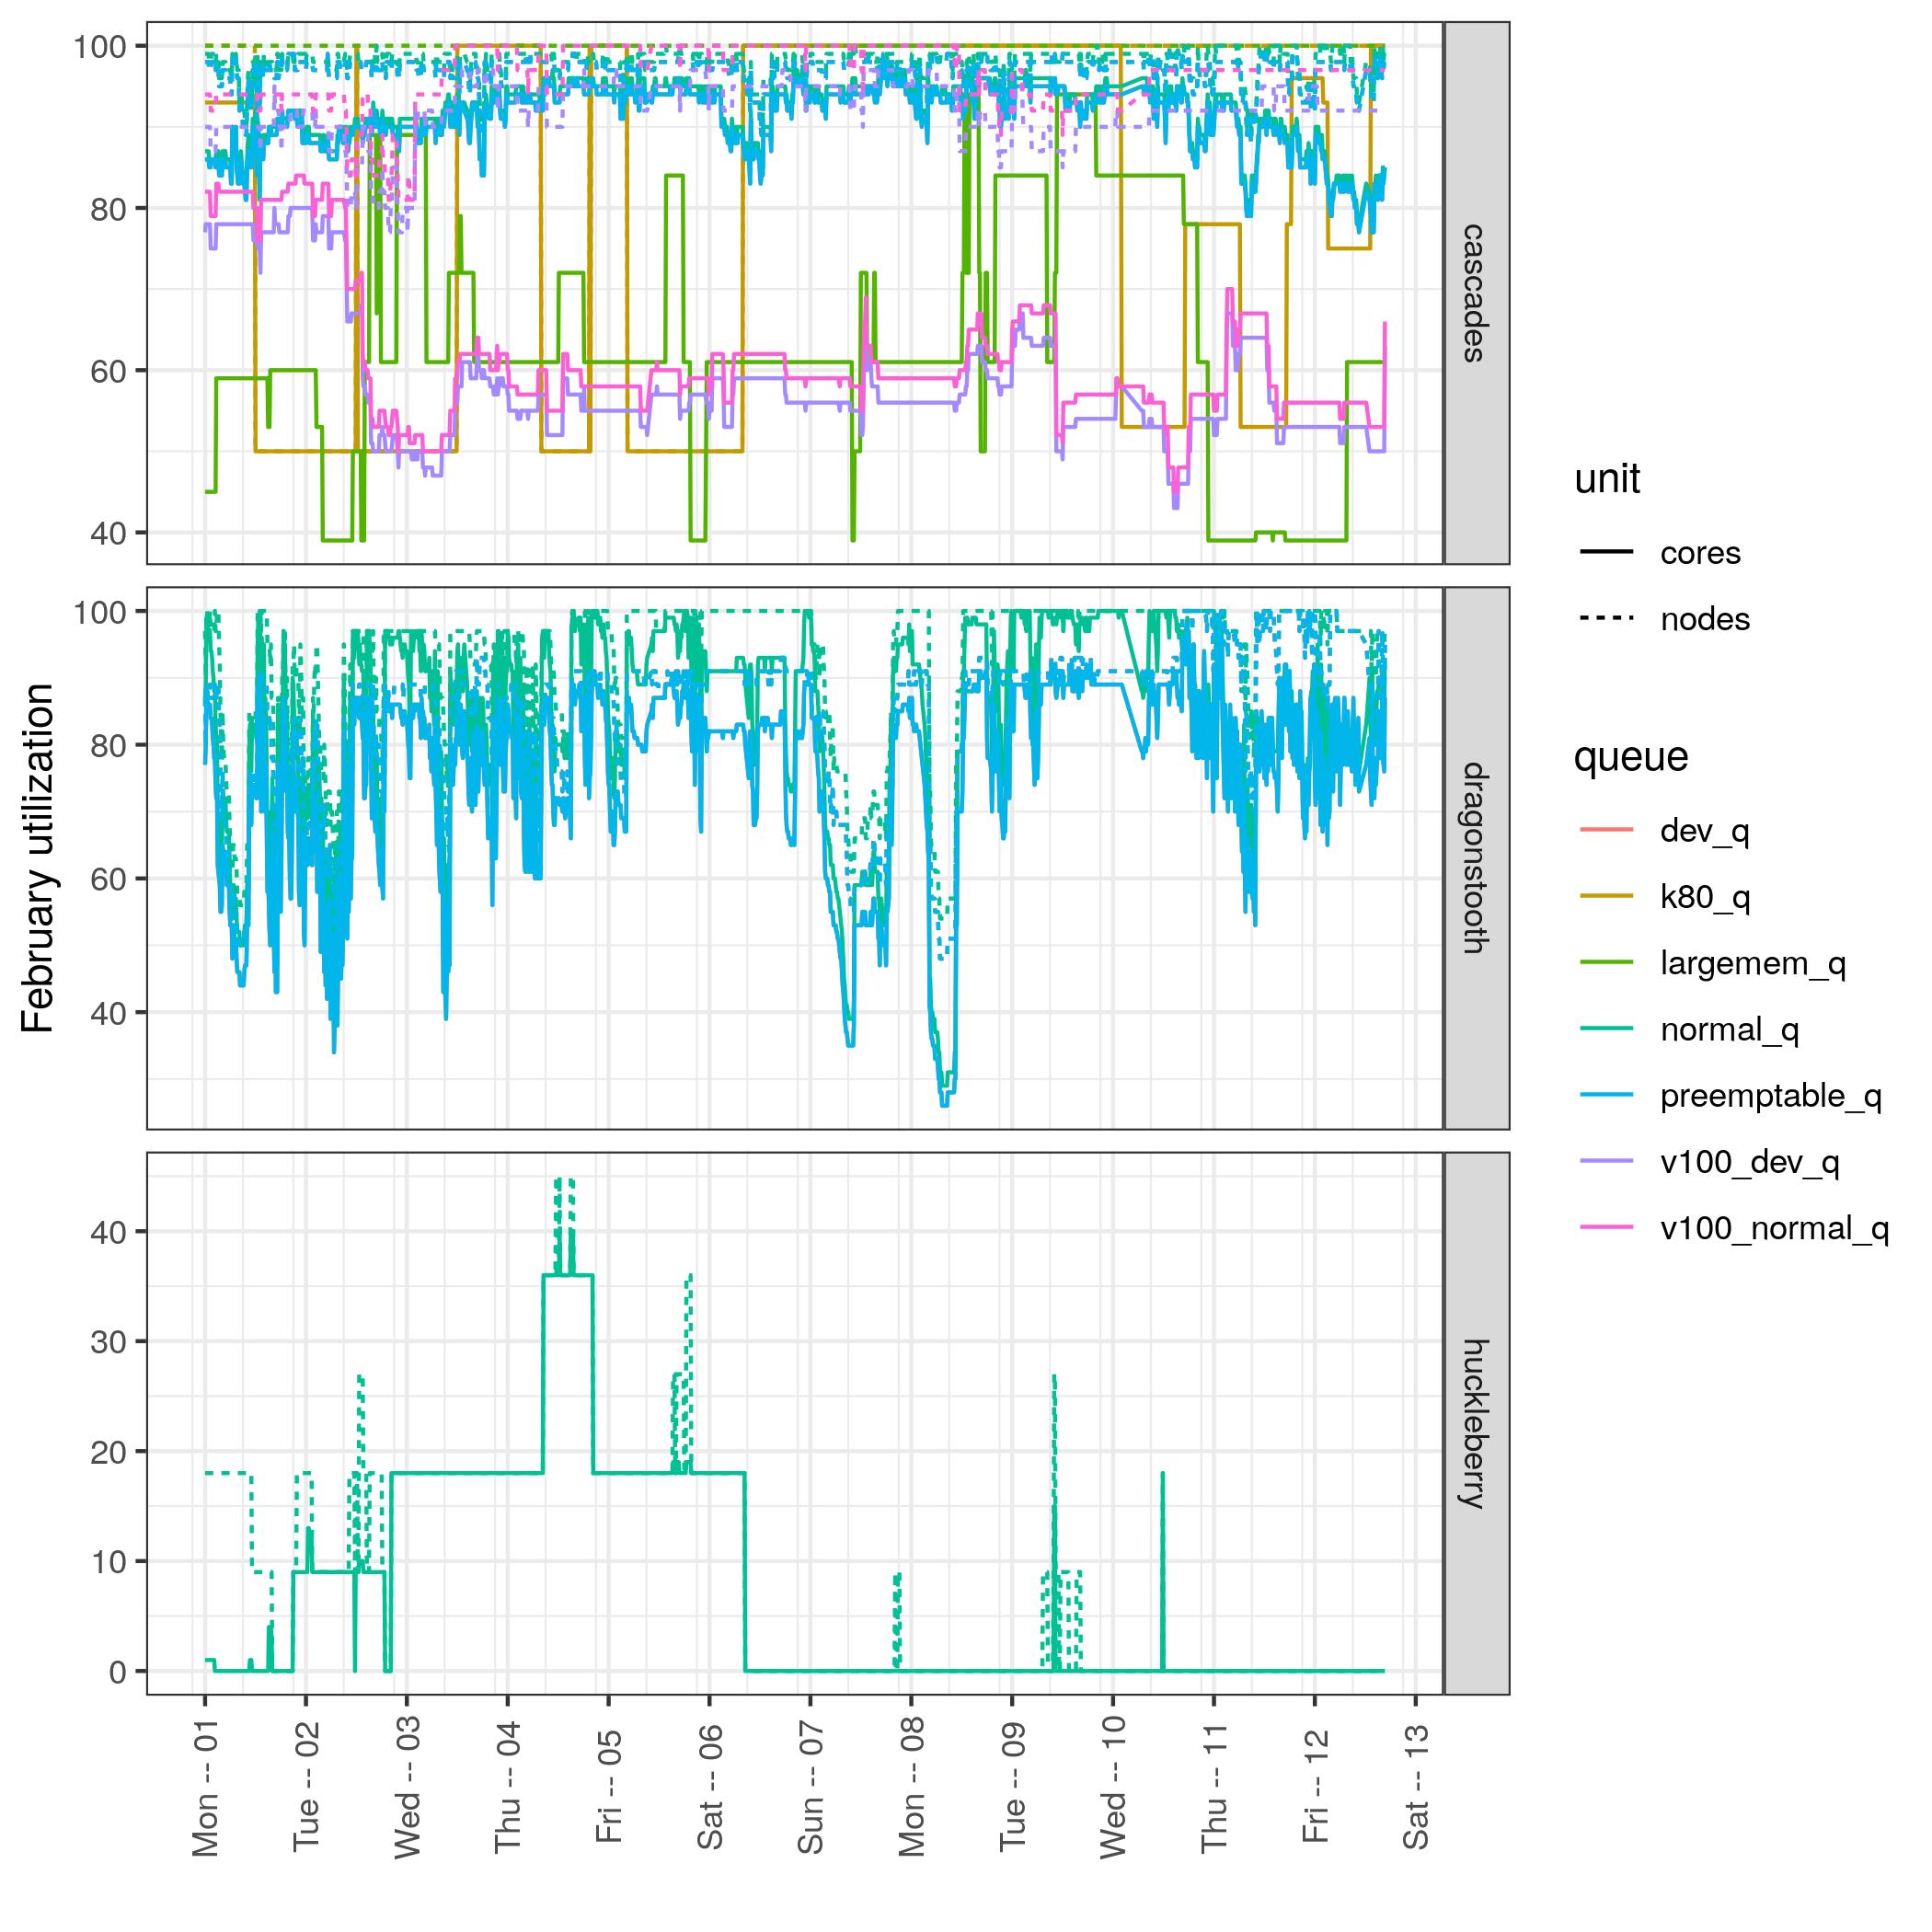 February utilization
100
80
60
40
cascades
100
80
60
40
dragonstooth
40
30
20
10
0
huckleberry
Mon -- 01
Tue -- 02
Wed -- 03
Thu -- 04
Fri -- 05
Sat -- 06
Sun -- 07
Mon -- 08
Tue -- 09
Wed -- 10
Thu -- 11
Fri -- 12
Sat -- 13
unit
cores
nodes
queue
dev_q
k80_q
largemem_q
normal_q
preemptable_q
v100_dev_q
v100_normal_q